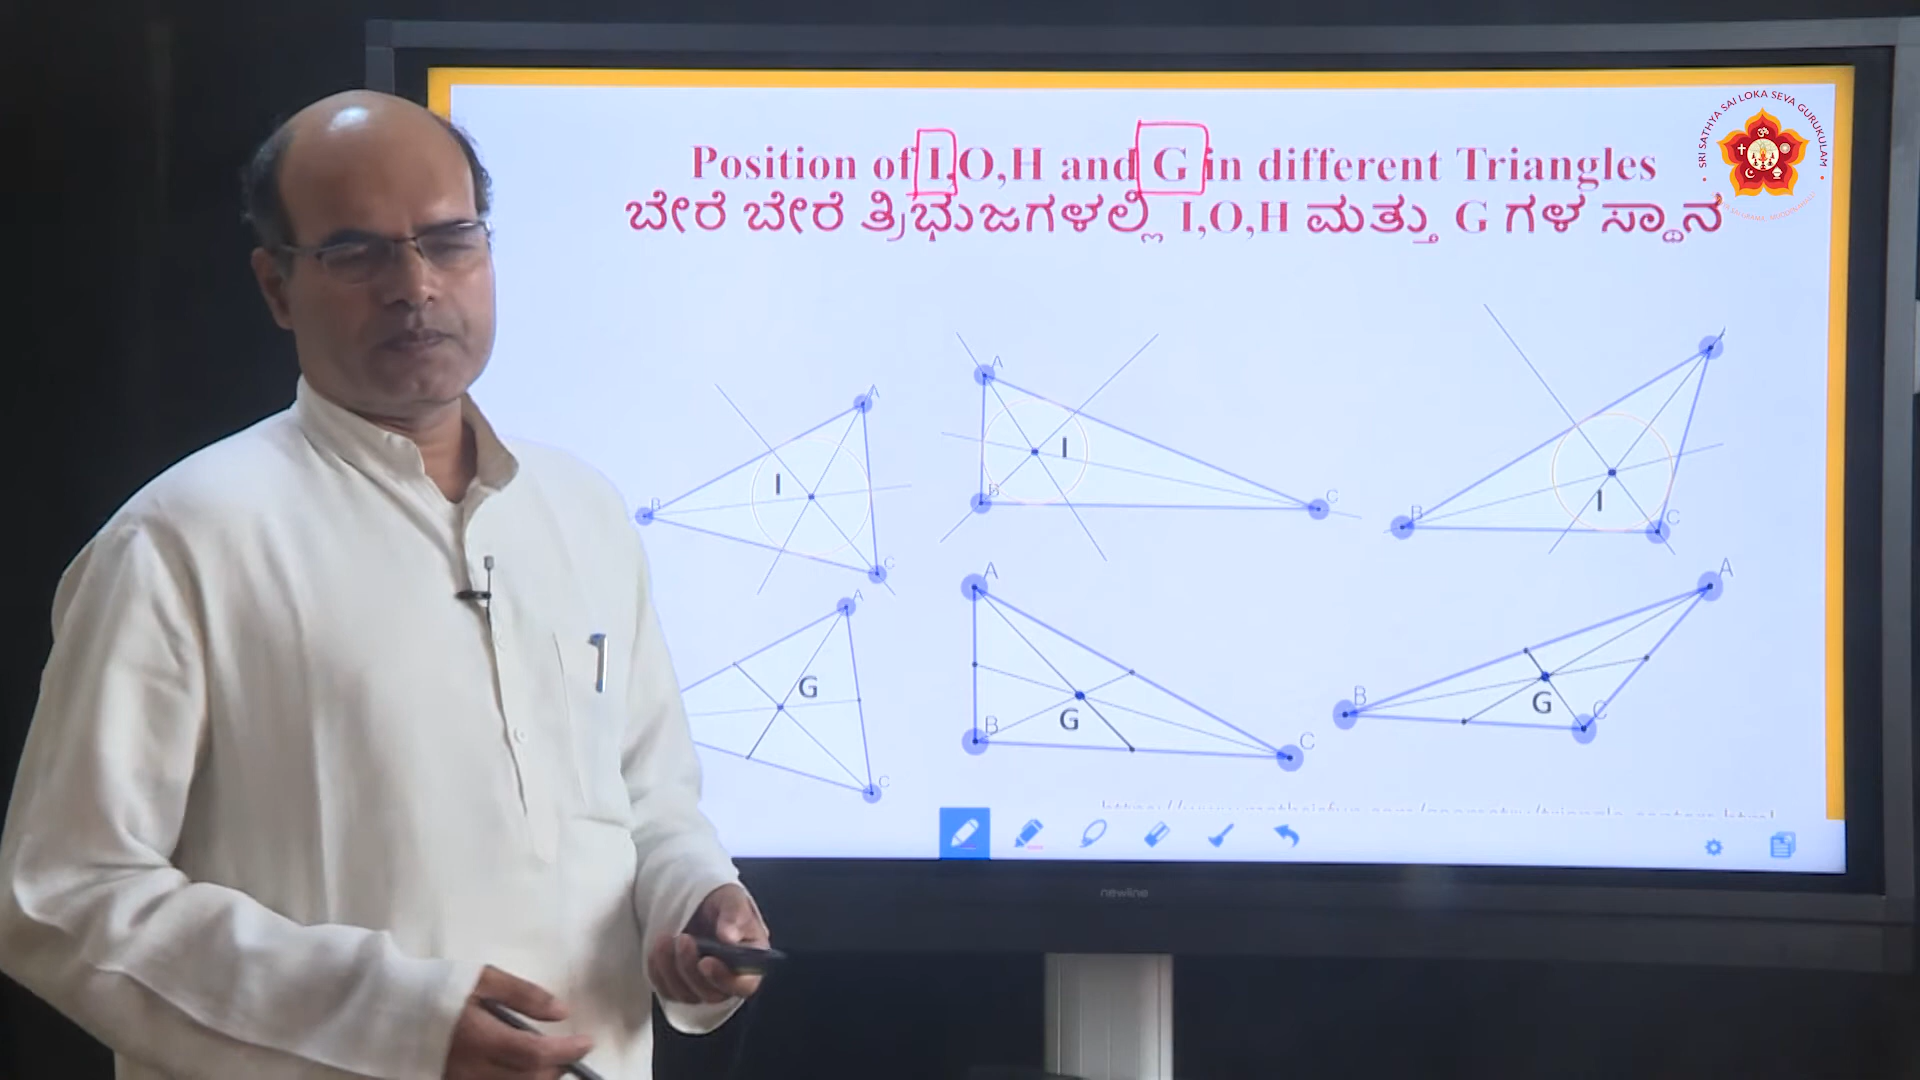 Position of I,O,H and G in different Triangles
ಬೇರೆ ಬೇರೆ ತ್ರಿಭುಜಗಳಲ್ಲಿ I,O,H ಮತ್ತು G ಗಳ ಸ್ಥಾನ
SRI SATHYA SAI LOKA SEVA GURUKULAM
A
I
B
C
A
I
B
C
I
B
C
A
G
C
A
G
B
C
A
G
B
C
newline